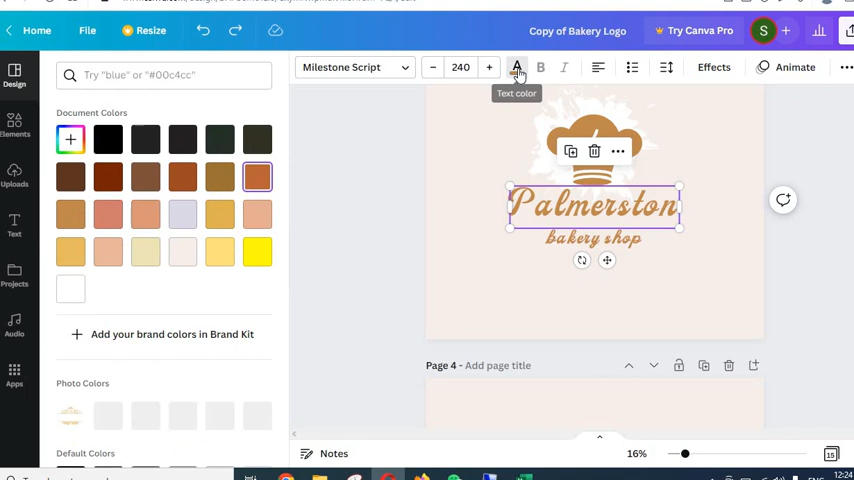 Home
File
Resize
Copy of Bakery Logo
S
Try Canva Pro
Design
Elements
Uploads
Text
Projects
Audio
Apps
Try "blue" or "#00c4cc"
Document Colors
Add your brand colors in Brand Kit
Photo Colors
Default Colors
Milestone Script
240
A
B
I
Effects
Animate
Text color
Palmerston
bakery shop
Page 4 - Add page title
Notes
16%
15
ENG
12:24